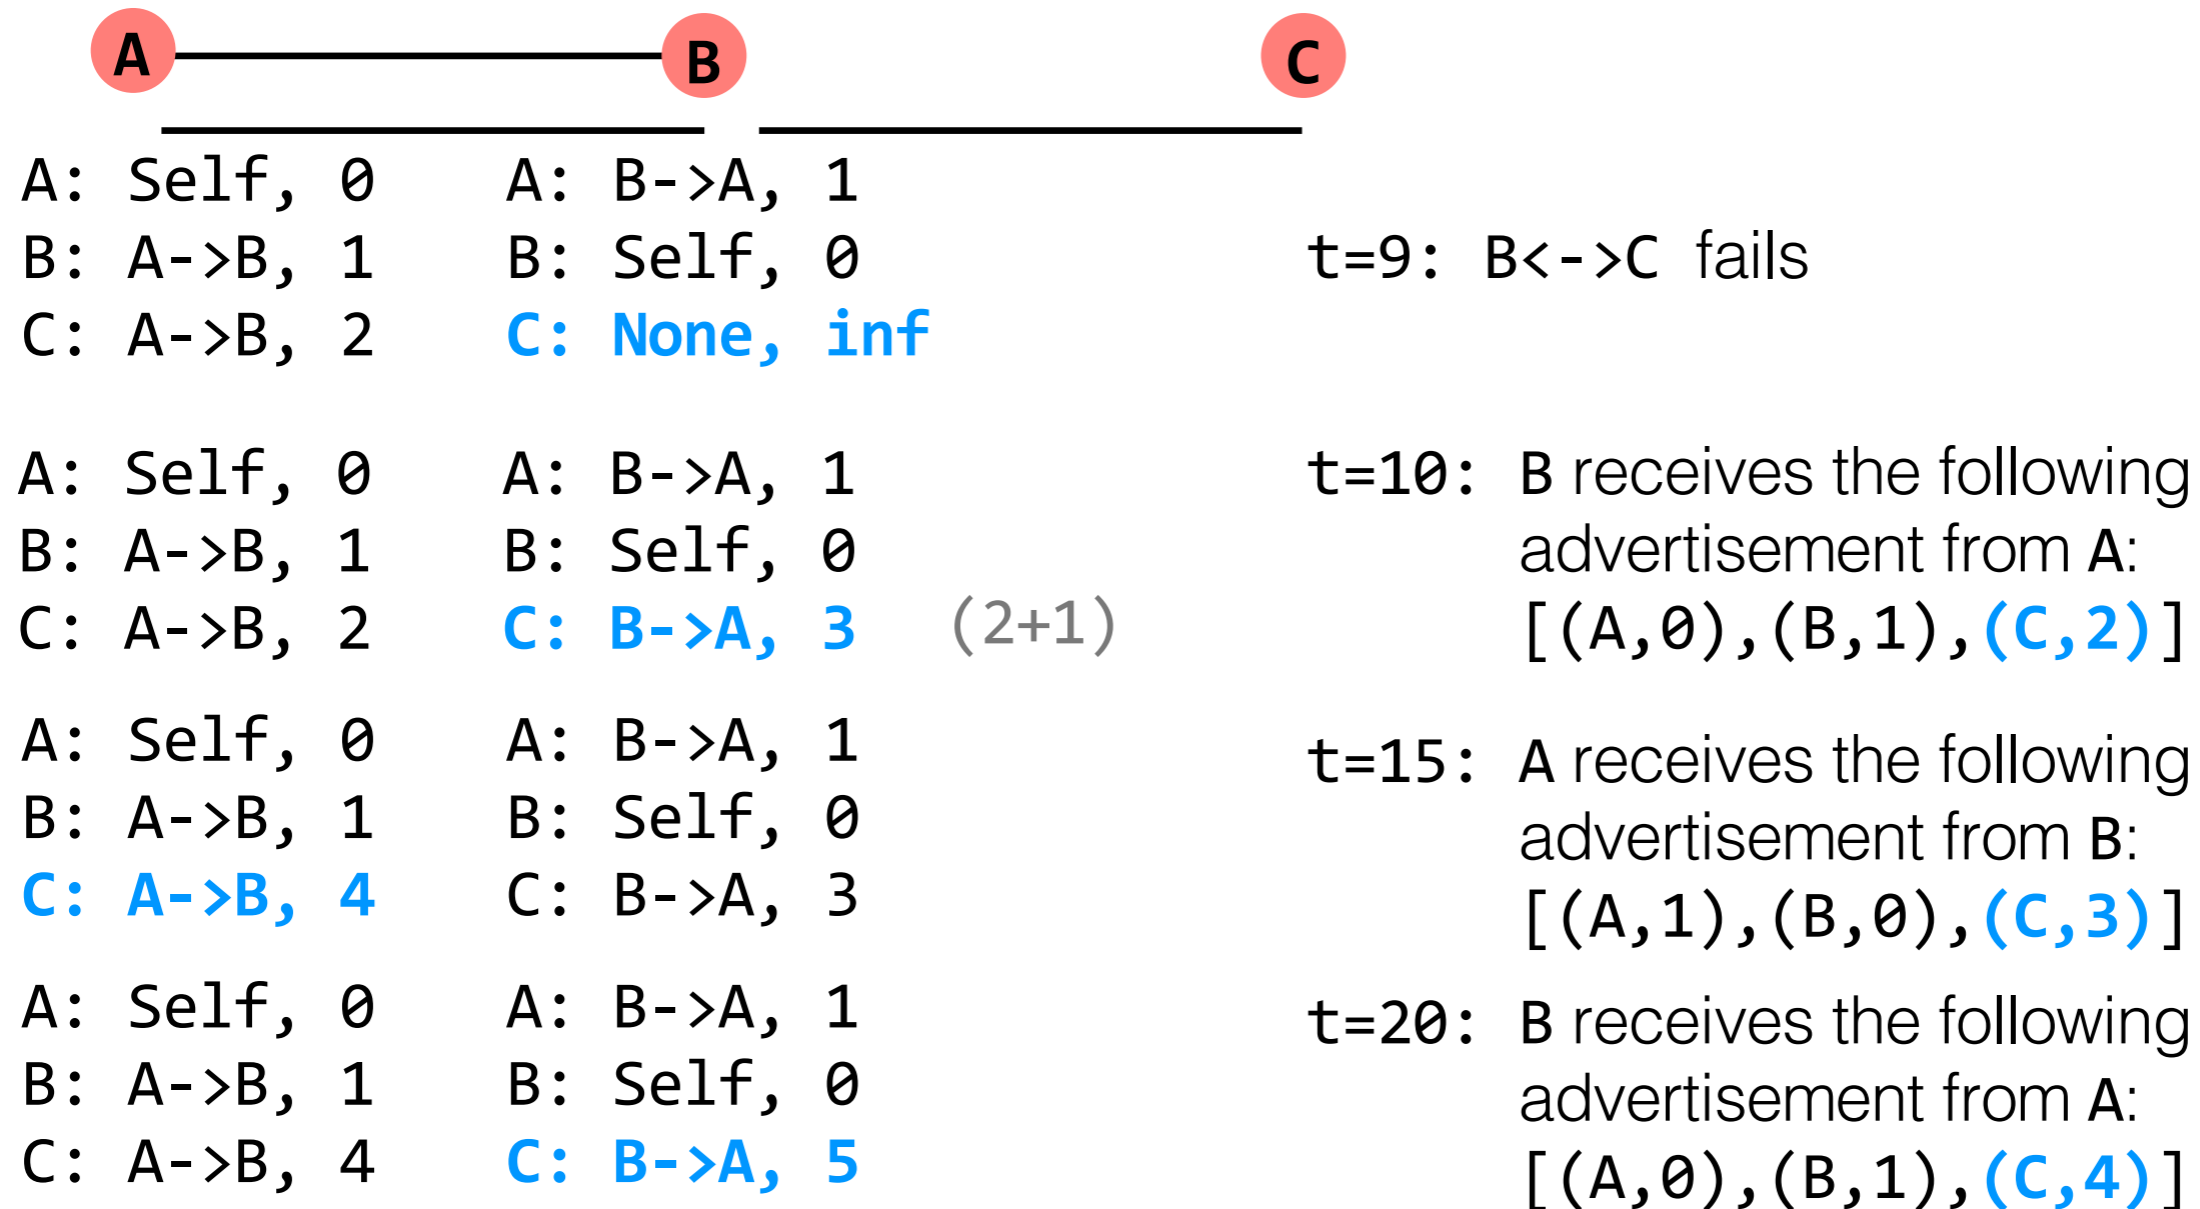 A B C
A: Self, 0 A: B->A, 1
B: A->B, 1 B: Self, 0 t=9: B<->C fails
C: A->B, 2 C: None, inf
A: Self, 0 A: B->A, 1 t=10: B receives the following
B: A->B, 1 B: Self, 0 advertisement from A:
C: A->B, 2 C: B->A, 3 (2+1) [(A,0),(B,1),(C,2)]
A: Self, 0 A: B->A, 1 t=15: A receives the following
B: A->B, 1 B: Self, 0 advertisement from B:
C: A->B, 4 C: B->A, 3 [(A,1),(B,0),(C,3)]
A: Self, 0 A: B->A, 1 t=20: B receives the following
B: A->B, 1 B: Self, 0 advertisement from A:
C: A->B, 4 C: B->A, 5 [(A,0),(B,1),(C,4)]